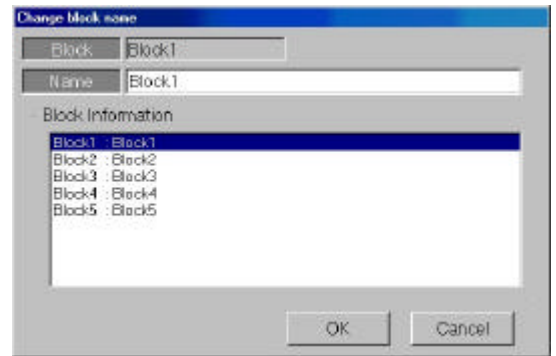 Change block name
Block Block1
Name Block1
Block Information
Block1 : Block1
Block2 : Block2
Block3 : Block3
Block4 : Block4
Block5 : Block5
OK Cancel